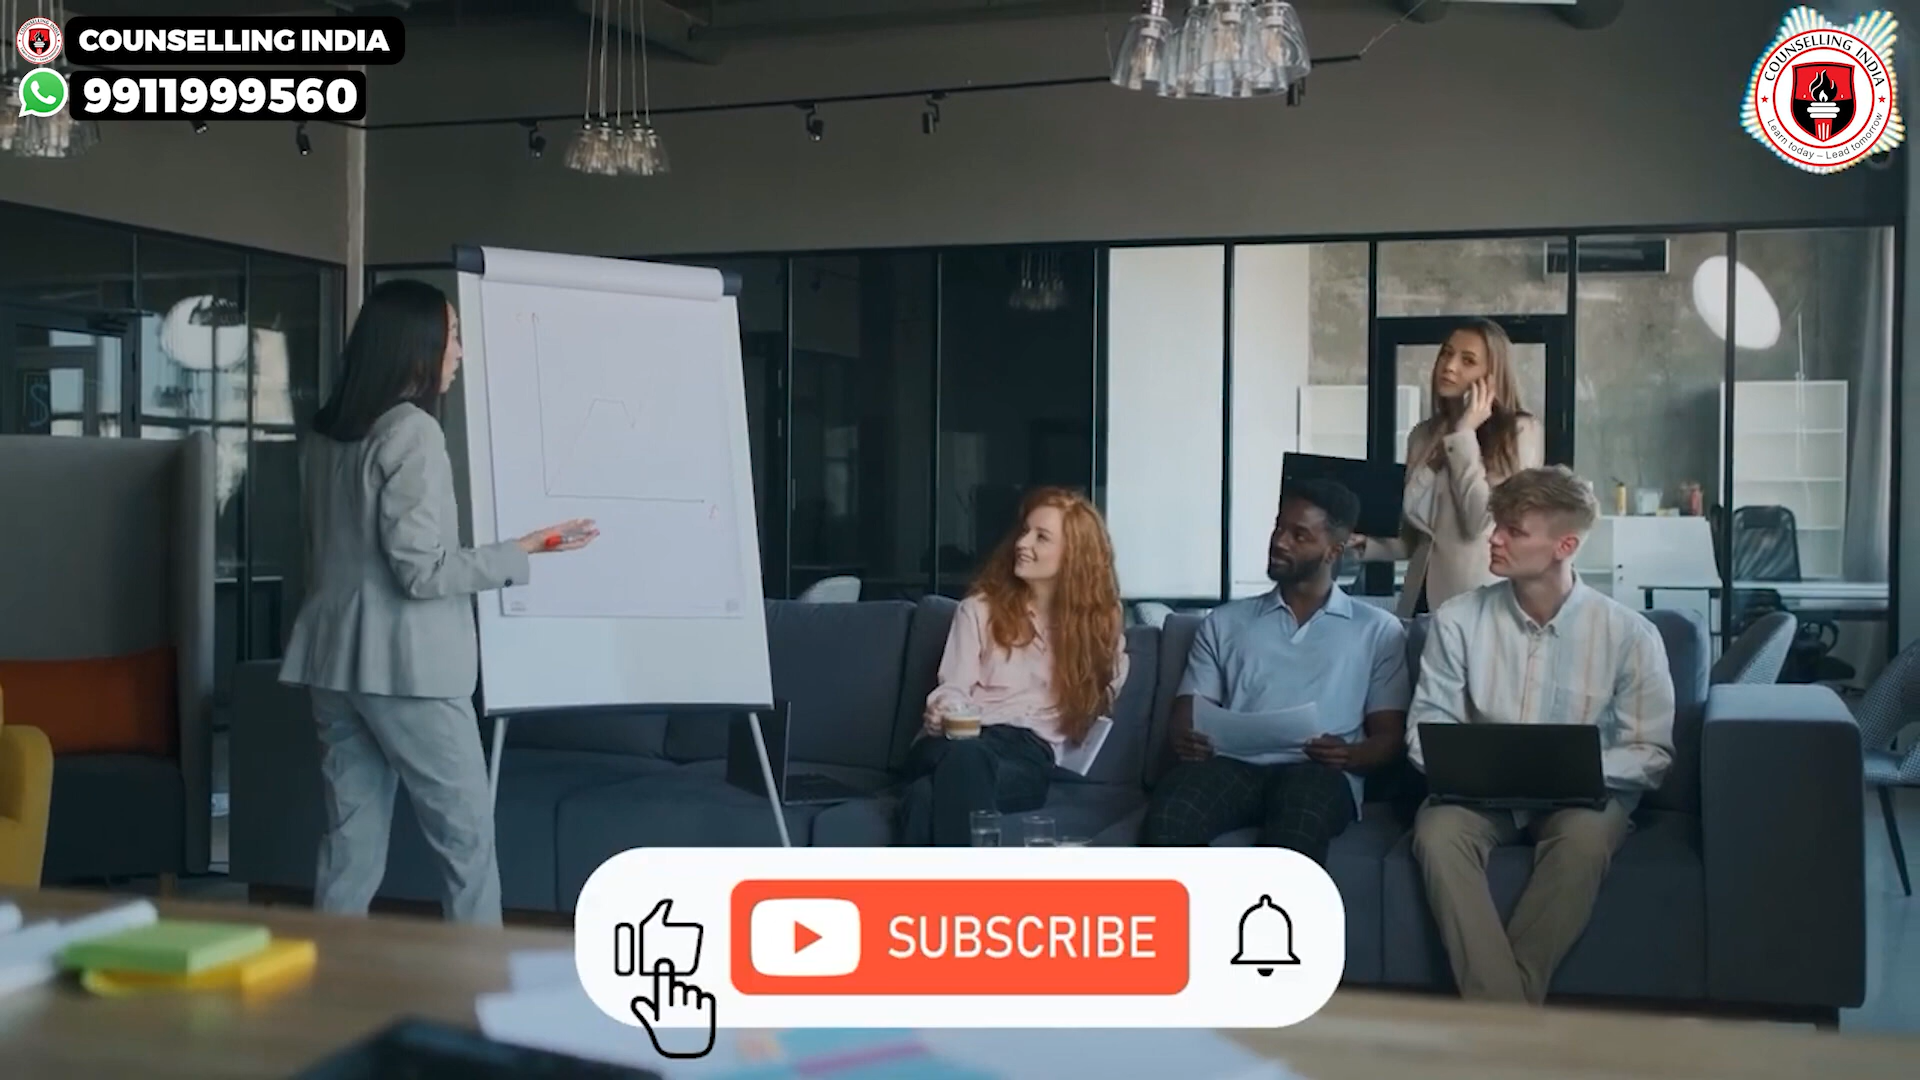 COUNSELLING INDIA
9911999560
COUNSELLING INDIA
Learn today – Lead tomorrow
SUBSCRIBE